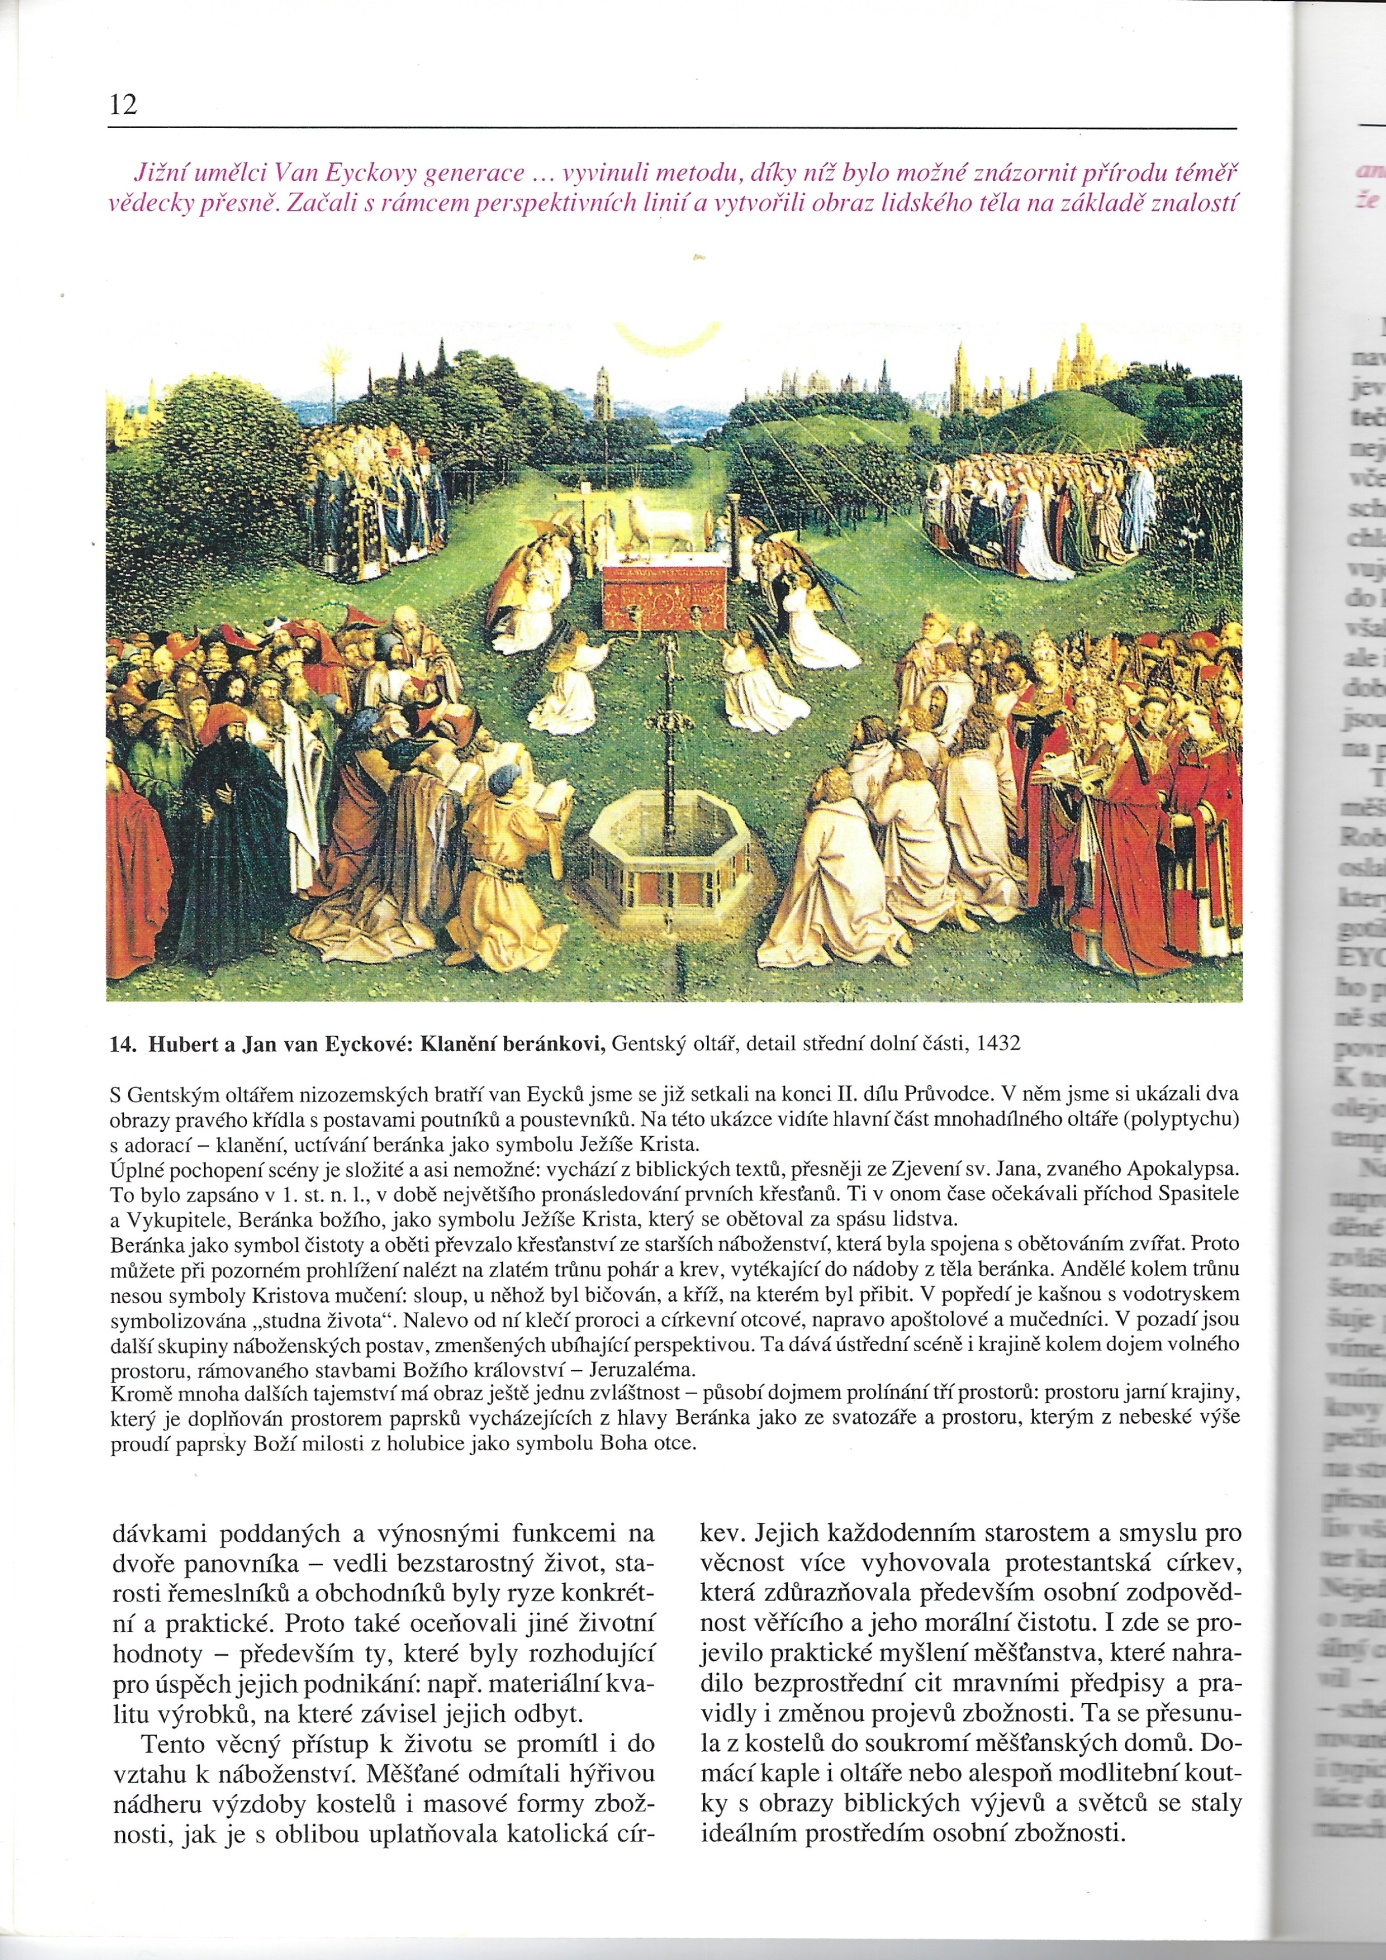 12
Jižní umělci Van Eyckovy generace … vyvinuli metodu, díky níž bylo možné znázornit přírodu téměř
vědecky přesně. Začali s rámcem perspektivních linií a vytvořili obraz lidského těla na základě znalostí
14. Hubert a Jan van Eyckové: Klanění beránkovi, Gentský oltář, detail střední dolní části, 1432
S Gentským oltářem nizozemských bratří van Eycků jsme se již setkali na konci II. dílu Průvodce. V něm jsme si ukázali dva
obrazy pravého křídla s postavami poutníků a poustevníků. Na této ukázce vidíte hlavní část mnohadílného oltáře (polyptychu)
s adorací – klanění, uctívání beránka jako symbolu Ježíše Krista.
Úplné pochopení scény je složité a asi nemožné: vychází z biblických textů, přesněji ze Zjevení sv. Jana, zvaného Apokalypsa.
To bylo zapsáno v 1. st. n. l., v době největšího pronásledování prvních křesťanů. Ti v onom čase očekávali příchod Spasitele
a Vykupitele, Beránka božího, jako symbolu Ježíše Krista, který se obětoval za spásu lidstva.
Beránka jako symbol čistoty a oběti převzalo křesťanství ze starších náboženství, která byla spojena s obětováním zvířat. Proto
můžete při pozorném prohlížení nalézt na zlatém trůnu pohár a krev, vytékající do nádoby z těla beránka. Andělé kolem trůnu
nesou symboly Kristova mučení: sloup, u něhož byl bičován, a kříž, na kterém byl přibit. V popředí je kašnou s vodotryskem
symbolizována „studna života“. Nalevo od ní klečí proroci a církevní otcové, napravo apoštolové a mučedníci. V pozadí jsou
další skupiny náboženských postav, zmenšených ubíhající perspektivou. Ta dává ústřední scéně i krajině kolem dojem volného
prostoru, rámovaného stavbami Božího království – Jeruzaléma.
Kromě mnoha dalších tajemství má obraz ještě jednu zvláštnost – působí dojmem prolínání tří prostorů: prostoru jarní krajiny,
který je doplňován prostorem paprsků vycházejících z hlavy Beránka jako ze svatozáře a prostoru, kterým z nebeské výše
proudí paprsky Boží milosti z holubice jako symbolu Boha otce.
dávkami poddaných a výnosnými funkcemi na
dvoře panovníka – vedli bezstarostný život, sta-
rosti řemeslníků a obchodníků byly ryze konkrét-
ní a praktické. Proto také oceňovali jiné životní
hodnoty – především ty, které byly rozhodující
pro úspěch jejich podnikání: např. materiální kva-
litu výrobků, na které závisel jejich odbyt.
Tento věcný přístup k životu se promítl i do
vztahu k náboženství. Měšťané odmítali hýřivou
nádheru výzdoby kostelů i masové formy zbož-
nosti, jak je s oblibou uplatňovala katolická cír-
kev. Jejich každodenním starostem a smyslu pro
věcnost více vyhovovala protestantská církev,
která zdůrazňovala především osobní zodpověd-
nost věřícího a jeho morální čistotu. I zde se pro-
jevilo praktické myšlení měšťanstva, které nahra-
dilo bezprostřední cit mravními předpisy a pra-
vidly i změnou projevů zbožnosti. Ta se přesunu-
la z kostelů do soukromí měšťanských domů. Do-
mácí kaple i oltáře nebo alespoň modlitební kout-
ky s obrazy biblických výjevů a světců se staly
ideálním prostředím osobní zbožnosti.